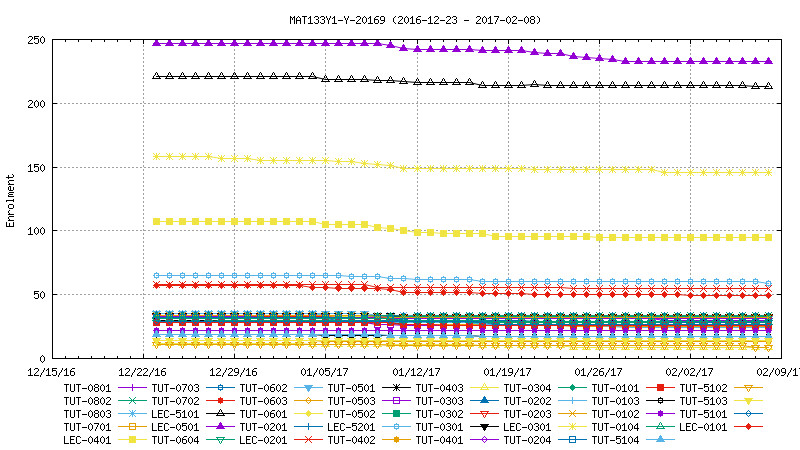 MAT133Y1-Y-20169 (2016-12-23 - 2017-02-08)
250
200
150
100
50
0
Enrolment
12/15/16 12/22/16 12/29/16 01/05/17 01/12/17 01/19/17 01/26/17 02/02/17 02/09/17
TUT-0801 TUT-0703 TUT-0602 TUT-0501 TUT-0403 TUT-0304 TUT-0101 TUT-5102
TUT-0802 TUT-0702 TUT-0603 TUT-0503 TUT-0303 TUT-0202 TUT-0103 TUT-5103
TUT-0803 LEC-5101 TUT-0601 TUT-0502 TUT-0302 TUT-0203 TUT-0102 TUT-5101
TUT-0701 LEC-0501 TUT-0201 LEC-5201 TUT-0301 LEC-0301 TUT-0104 LEC-0101
LEC-0401 TUT-0604 LEC-0201 TUT-0402 TUT-0401 TUT-0204 TUT-5104